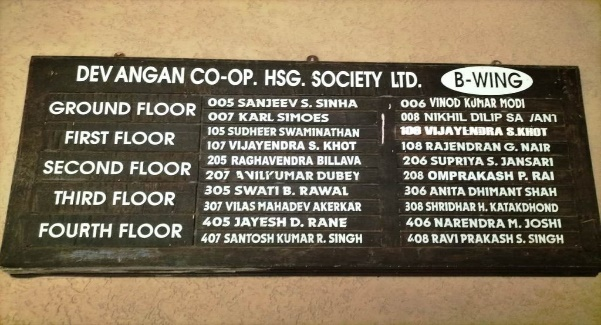 DEV ANGAN CO-OP. HSG. SOCIETY LTD. B-WING
GROUND FLOOR
005 SANJEEV S. SINHA 006 VINOD KUMAR MODI
007 KARL SIMOES 008 NIKHIL DILIP SA JANI
FIRST FLOOR
105 SUDHEER SWAMINATHAN 106 VIJAYENDRA S.KHOT
107 VIJAYENDRA S. KHOT 108 RAJENDRAN G. NAIR
SECOND FLOOR
205 RAGHAVENDRA BILLAVA 206 SUPRIYA S. JANSARI
207 ANILKUMAR DUBEY 208 OMPRAKASH P. RAI
THIRD FLOOR
305 SWATI B. RAWAL 306 ANITA DHIMANT SHAH
307 VILAS MAHADEV AKERKAR 308 SHRIDHAR H. KATAKDHOND
FOURTH FLOOR
405 JAYESH D. RANE 406 NARENDRA M. JOSHI
407 SANTOSH KUMAR R. SINGH 408 RAVI PRAKASH S. SINGH